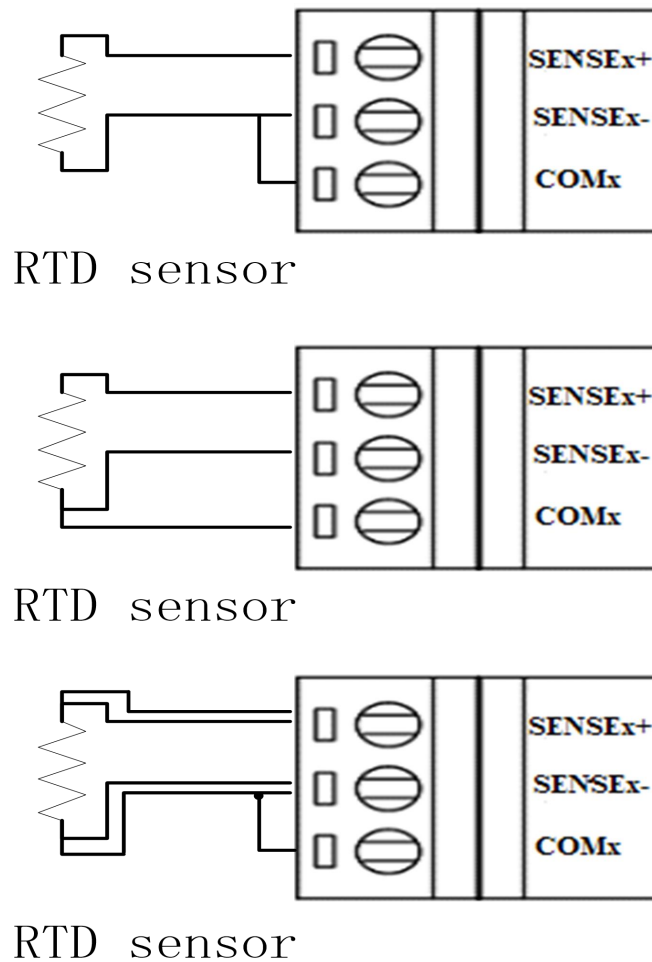 SENSEx+
SENSEx-
COMx
RTD sensor
SENSEx+
SENSEx-
COMx
RTD sensor
SENSEx+
SENSEx-
COMx
RTD sensor